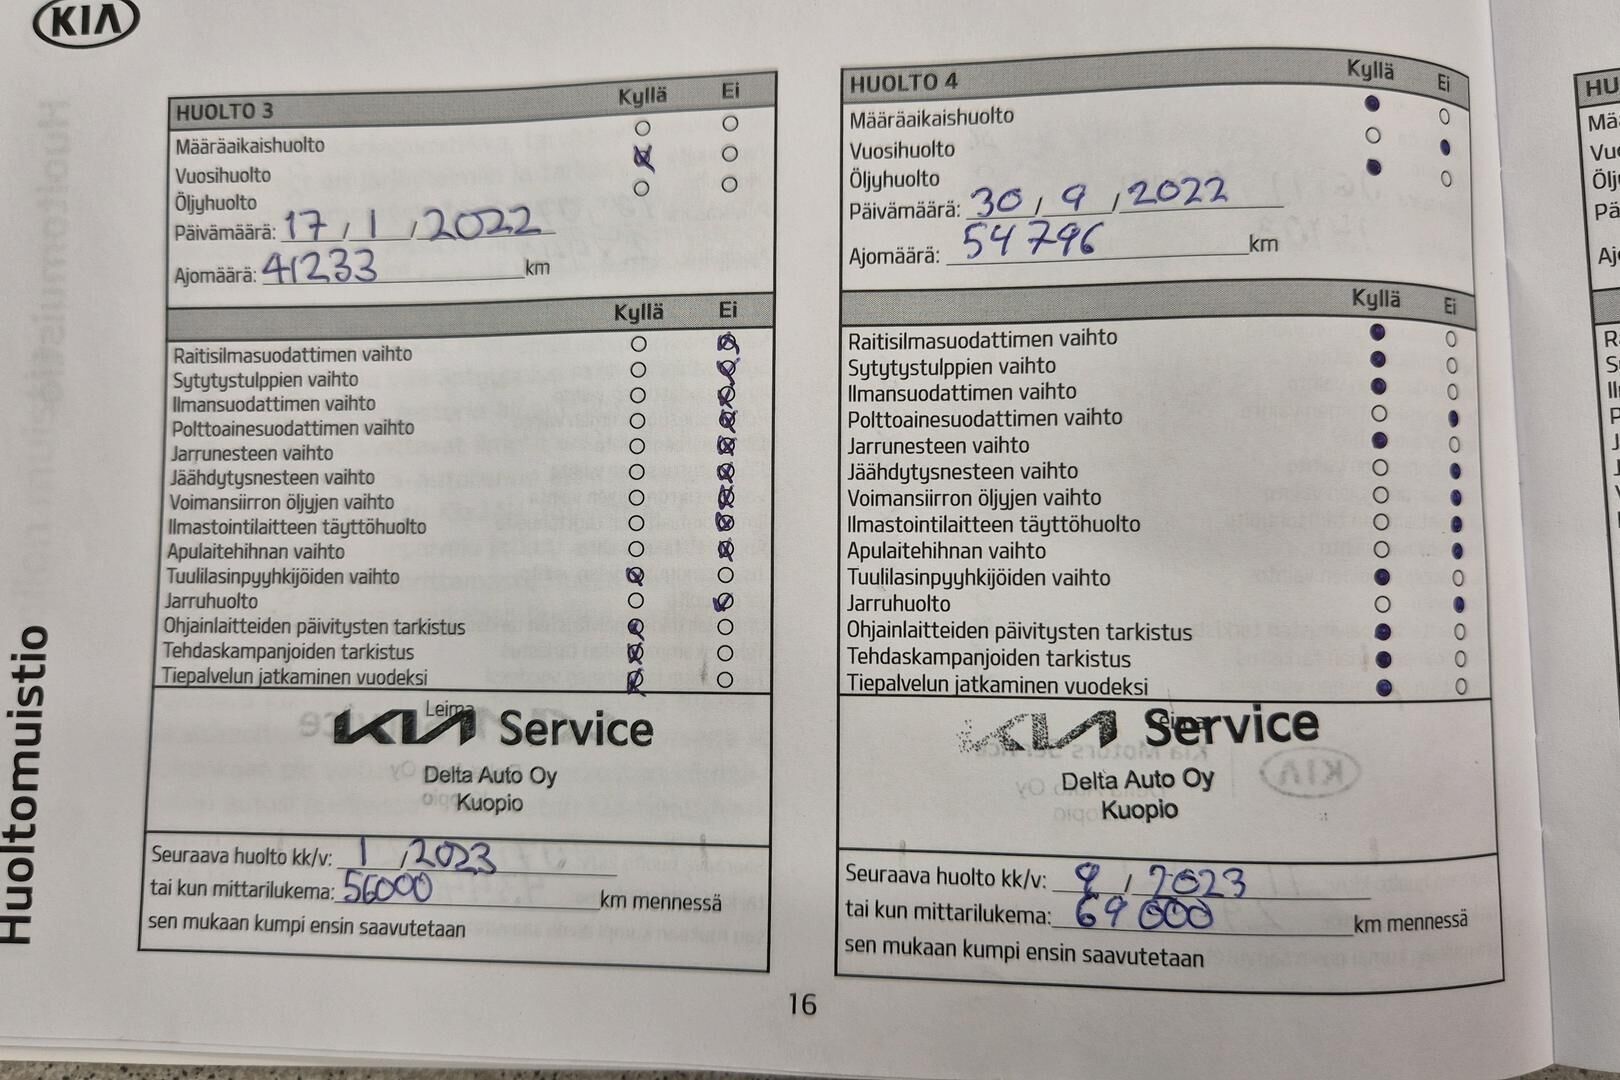 KIA
Huoltomuistio
HUOLTO 3 Kyllä Ei
Määräaikaishuolto
Vuosihuolto
Öljyhuolto
Päivämäärä: 17 / 1 / 2022
Ajomäärä: 41233 km
Kyllä Ei
Raitisilmasuodattimen vaihto
Sytytystulppien vaihto
Ilmansuodattimen vaihto
Polttoainesuodattimen vaihto
Jarrunesteen vaihto
Jäähdytysnesteen vaihto
Voimansiirron öljyjen vaihto
Ilmastointilaitteen täyttöhuolto
Apulaitehihnan vaihto
Tuulilasinpyyhkijöiden vaihto
Jarruhuolto
Ohjainlaitteiden päivitysten tarkistus
Tehdaskampanjoiden tarkistus
Tiepalvelun jatkaminen vuodeksi
Leima
KIA Service
Delta Auto Oy
Kuopio
Seuraava huolto kk/v: 1 / 2023
tai kun mittarilukema: 56000 km mennessä
sen mukaan kumpi ensin saavutetaan
HUOLTO 4 Kyllä Ei
Määräaikaishuolto
Vuosihuolto
Öljyhuolto
Päivämäärä: 30 / 9 / 2022
Ajomäärä: 54796 km
Kyllä Ei
Raitisilmasuodattimen vaihto
Sytytystulppien vaihto
Ilmansuodattimen vaihto
Polttoainesuodattimen vaihto
Jarrunesteen vaihto
Jäähdytysnesteen vaihto
Voimansiirron öljyjen vaihto
Ilmastointilaitteen täyttöhuolto
Apulaitehihnan vaihto
Tuulilasinpyyhkijöiden vaihto
Jarruhuolto
Ohjainlaitteiden päivitysten tarkistus
Tehdaskampanjoiden tarkistus
Tiepalvelun jatkaminen vuodeksi
Leima
KIA Service
Delta Auto Oy
Kuopio
Seuraava huolto kk/v: 9 / 2023
tai kun mittarilukema: 69000 km mennessä
sen mukaan kumpi ensin saavutetaan
16